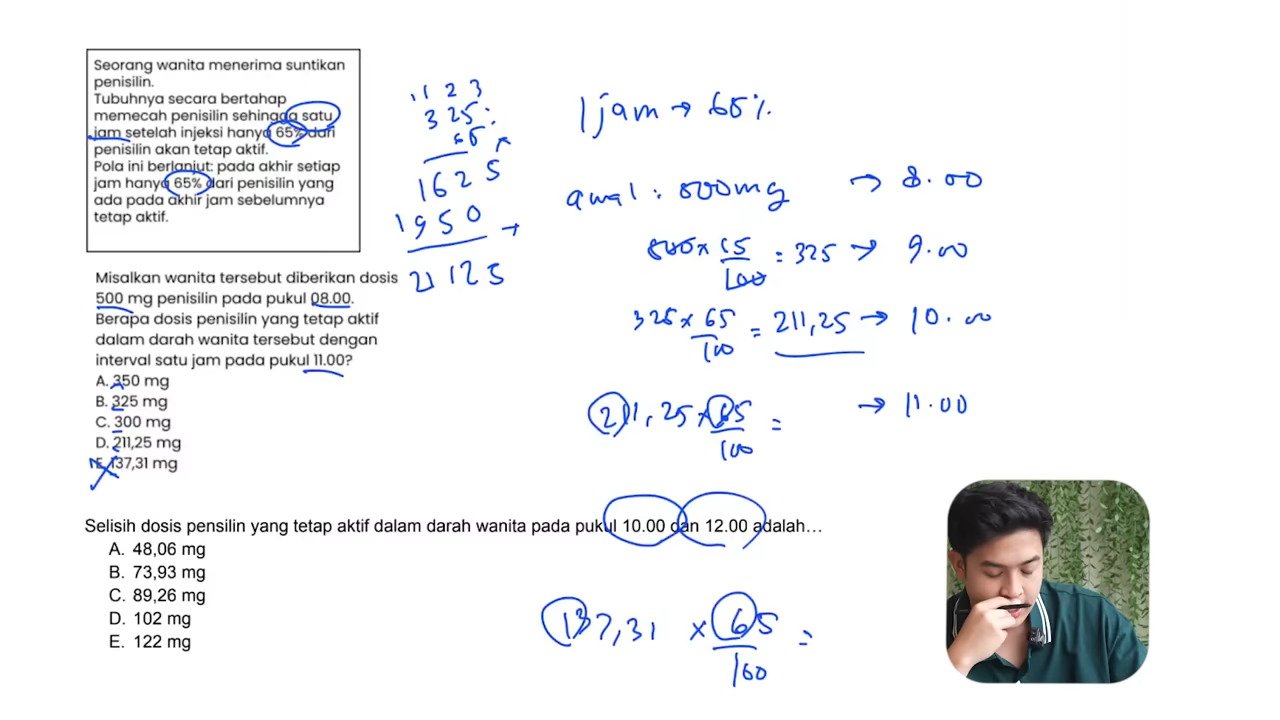 Seorang wanita menerima suntikan
penisilin.
Tubuhnya secara bertahap
memecah penisilin sehingga satu
jam setelah injeksi hanya 65% dari
penisilin akan tetap aktif.
Pola ini berlanjut: pada akhir setiap
jam hanya 65% dari penisilin yang
ada pada akhir jam sebelumnya
tetap aktif.
Misalkan wanita tersebut diberikan dosis
500 mg penisilin pada pukul 08.00.
Berapa dosis penisilin yang tetap aktif
dalam darah wanita tersebut dengan
interval satu jam pada pukul 11.00?
A. 350 mg
B. 325 mg
C. 300 mg
D. 211,25 mg
E. 137,31 mg
1 1 2 3
325
65 ×
1625
1950 +
21125
1 jam → 65%
awal : 500 mg → 8.00
500 × 65/100 = 325 → 9.00
325 × 65/100 = 211,25 → 10.00
211,25 × 65/100 = → 11.00
Selisih dosis pensilin yang tetap aktif dalam darah wanita pada pukul 10.00 dan 12.00 adalah…
A. 48,06 mg
B. 73,93 mg
C. 89,26 mg
D. 102 mg
E. 122 mg
137,31 × 65/100 =